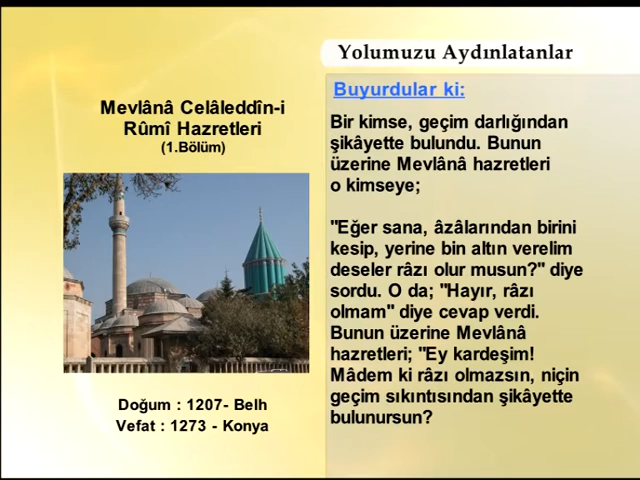 Yolumuzu Aydınlatanlar
Mevlânâ Celâleddîn-i
Rûmî Hazretleri
(1.Bölüm)
Doğum : 1207- Belh
Vefat : 1273 - Konya
Buyurdular ki:
Bir kimse, geçim darlığından
şikâyette bulundu. Bunun
üzerine Mevlânâ hazretleri
o kimseye;
"Eğer sana, âzâlarından birini
kesip, yerine bin altın verelim
deseler râzı olur musun?" diye
sordu. O da; "Hayır, râzı
olmam" diye cevap verdi.
Bunun üzerine Mevlânâ
hazretleri; "Ey kardeşim!
Mâdem ki râzı olmazsın, niçin
geçim sıkıntısından şikâyette
bulunursun?